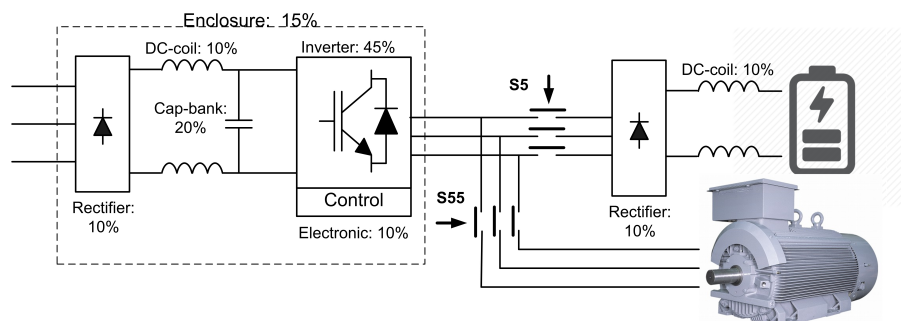 Enclosure: 15%
DC-coil: 10%
Inverter: 45%
Cap-bank:
20%
Rectifier:
10%
Control
Electronic: 10%
S5
S55
DC-coil: 10%
Rectifier:
10%